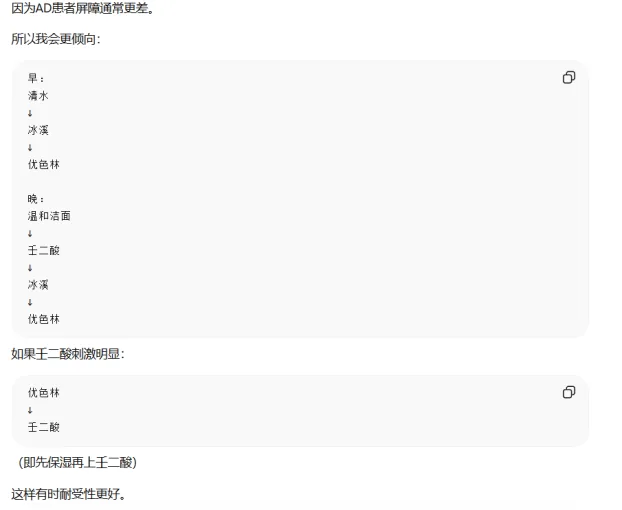 因为AD患者屏障通常更差。
所以我会更倾向：
早：
清水
↓
冰溪
↓
优色林
晚：
温和洁面
↓
壬二酸
↓
冰溪
↓
优色林
如果壬二酸刺激明显：
优色林
↓
壬二酸
（即先保湿再上壬二酸）
这样有时耐受性更好。